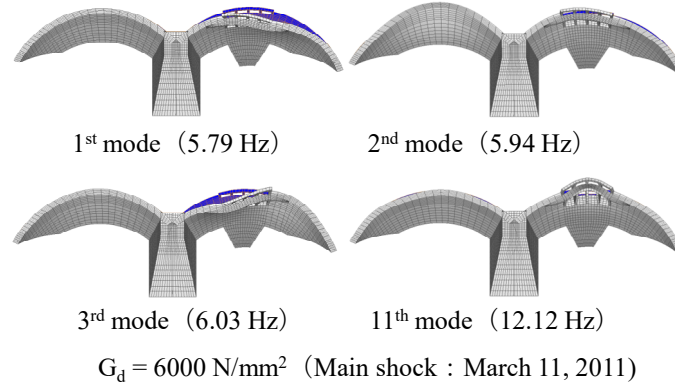 1st mode（5.79 Hz） 2nd mode（5.94 Hz）
3rd mode（6.03 Hz） 11th mode（12.12 Hz）
Gd = 6000 N/mm²（Main shock：March 11, 2011)